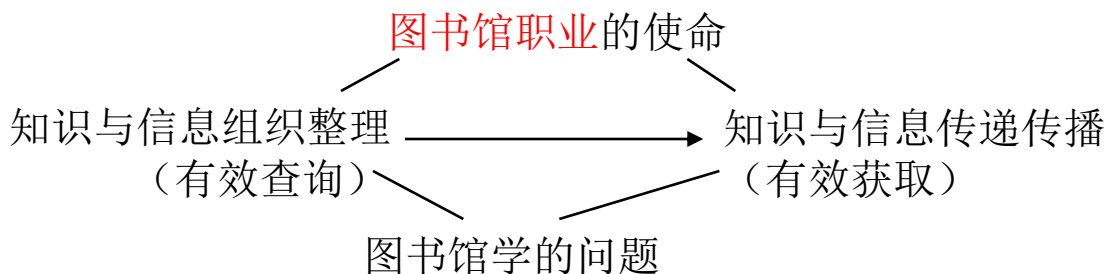 图书馆职业的使命
知识与信息组织整理
知识与信息传递传播
（有效查询）
（有效获取）
图书馆学的问题